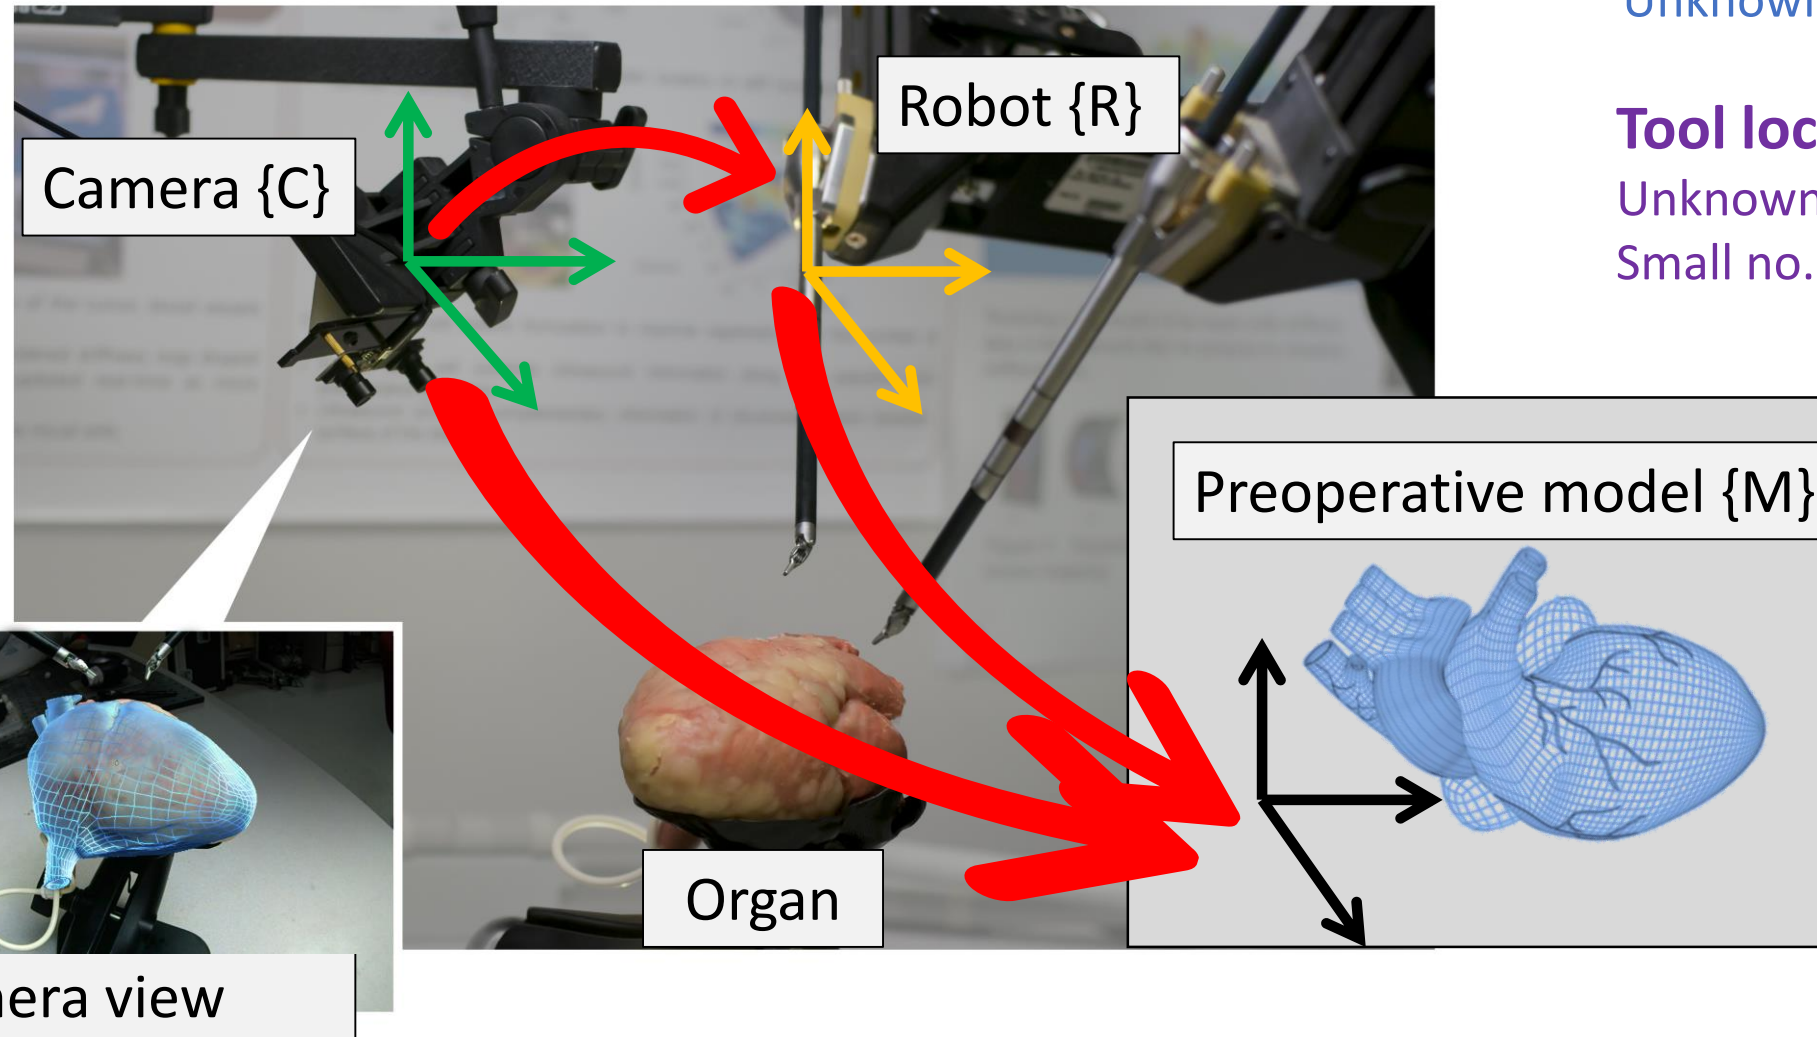 Robot {R}
Camera {C}
Tool loc
Unknown
Small no.
Preoperative model {M}
Organ
era view